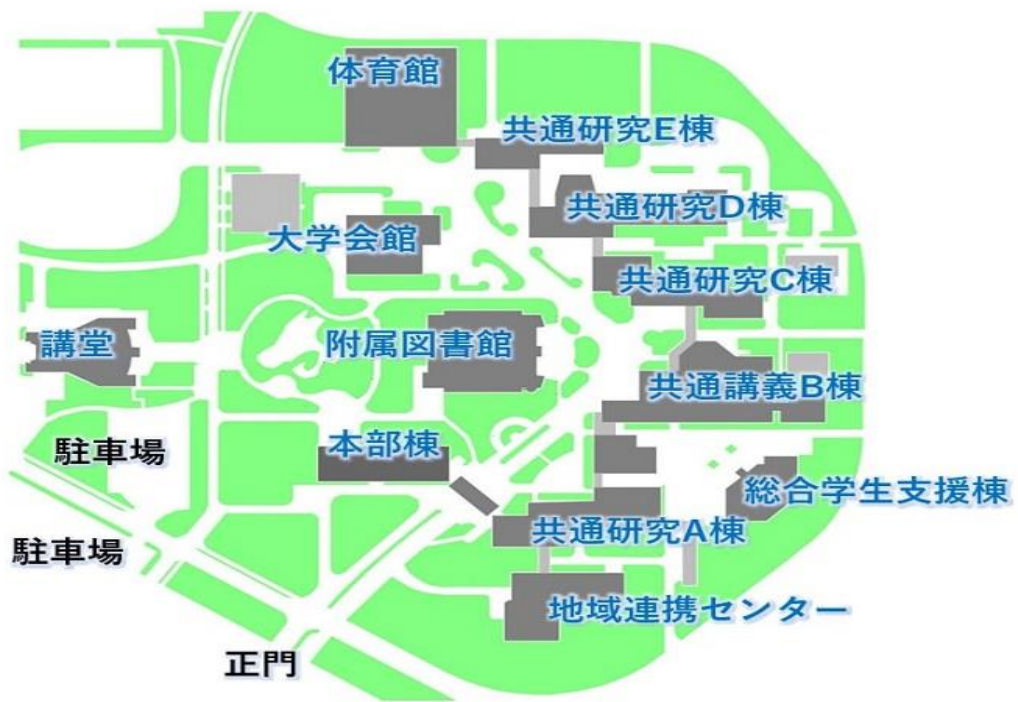 体育館
共通研究E棟
共通研究D棟
大学会館
共通研究C棟
講堂
附属図書館
共通講義B棟
駐車場
本部棟
総合学生支援棟
共通研究A棟
駐車場
地域連携センター
正門